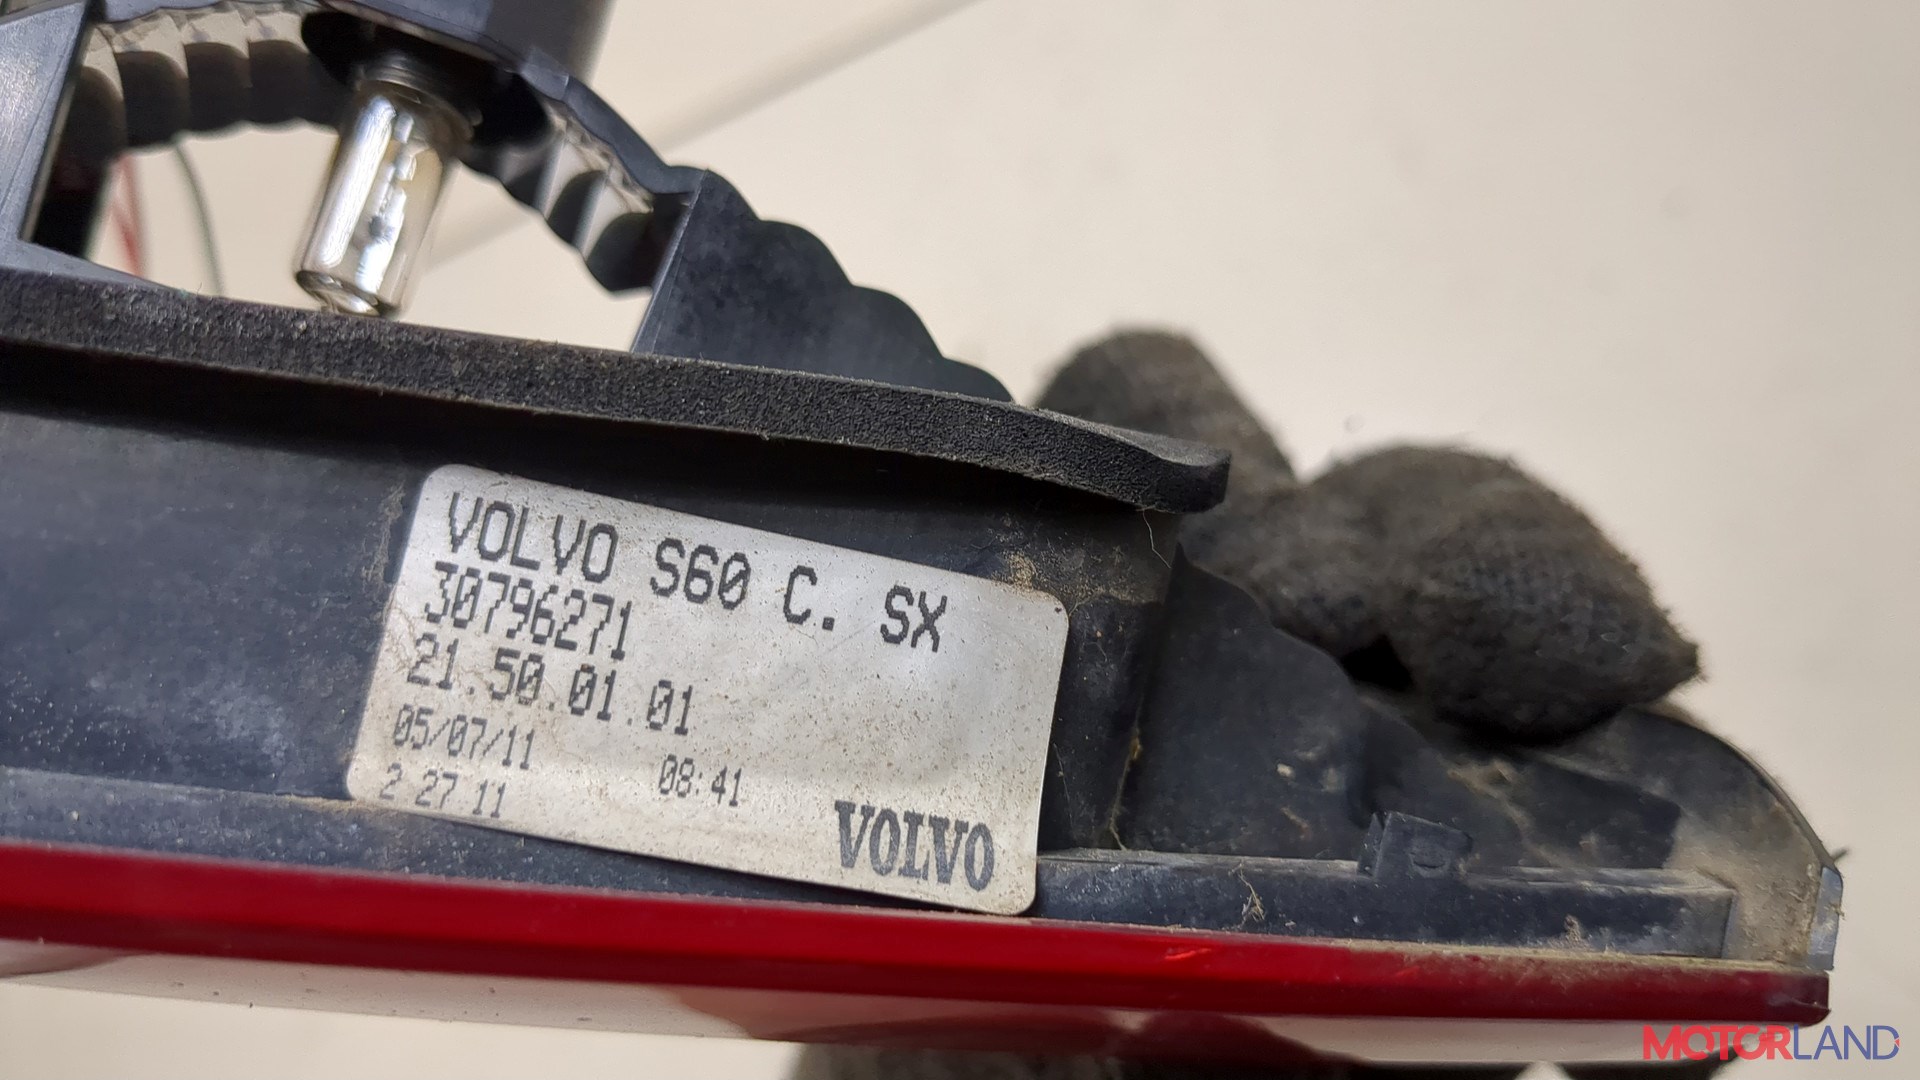 VOLVO S60 C. SX
30796271
21.50.01.01
05/07/11 08:41
2 27 11
VOLVO
MOTORLAND